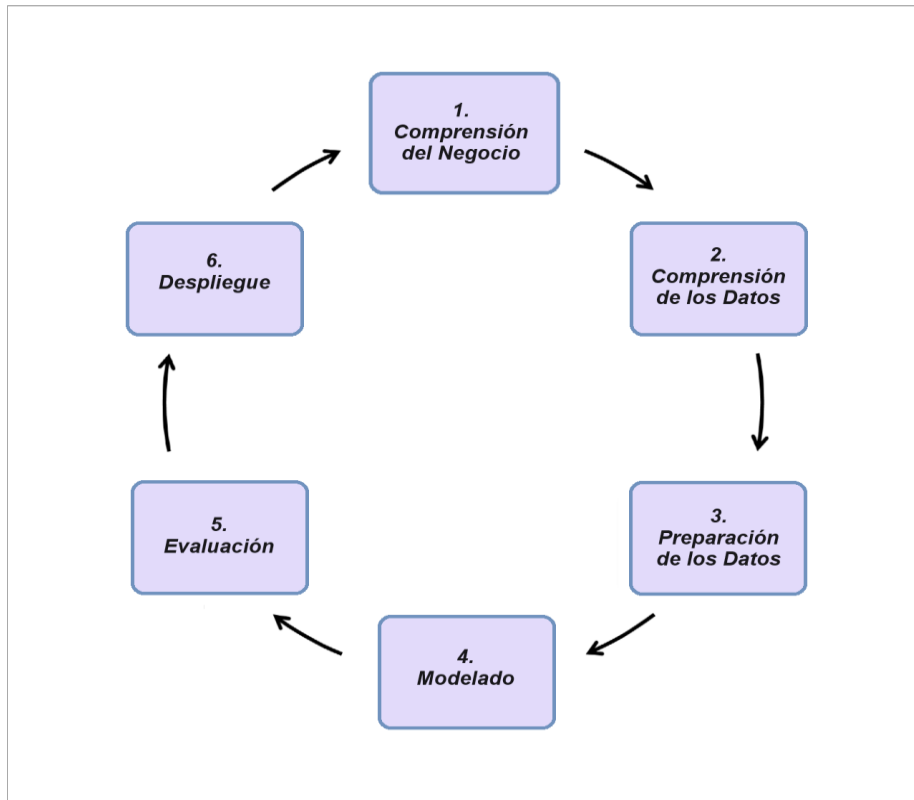 1.
Comprensión
del Negocio
2.
Comprensión
de los Datos
3.
Preparación
de los Datos
4.
Modelado
5.
Evaluación
6.
Despliegue